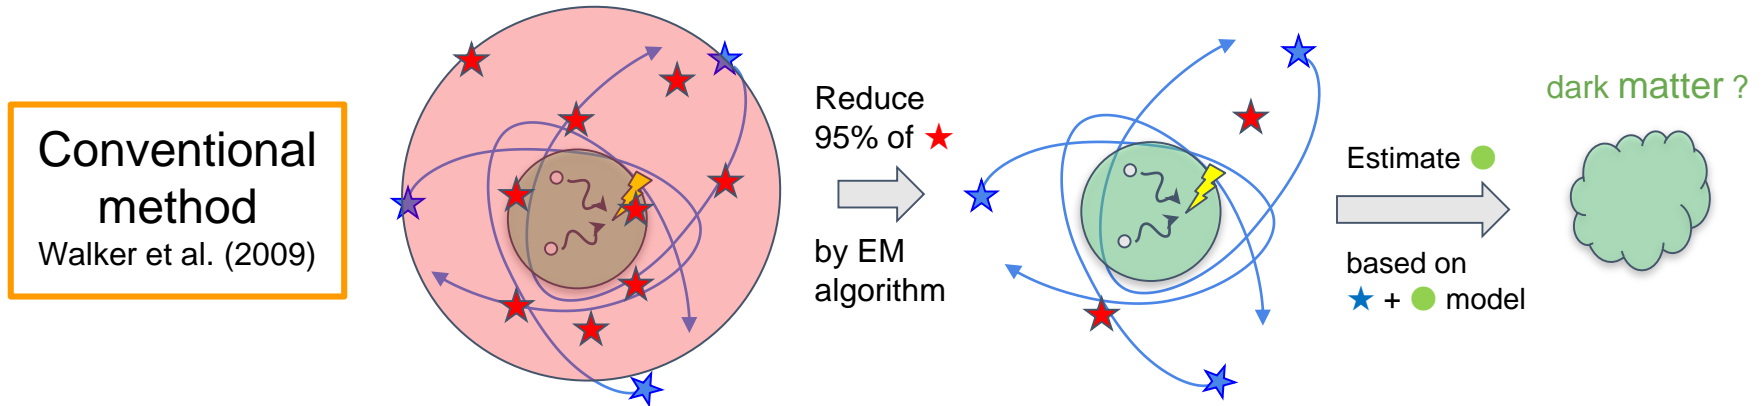 Conventional
method
Walker et al. (2009)
Reduce
95% of
by EM
algorithm
Estimate
based on
+ model
dark matter ?